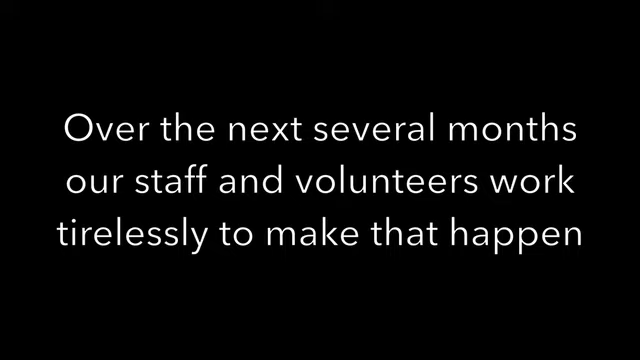 Over the next several months
our staff and volunteers work
tirelessly to make that happen